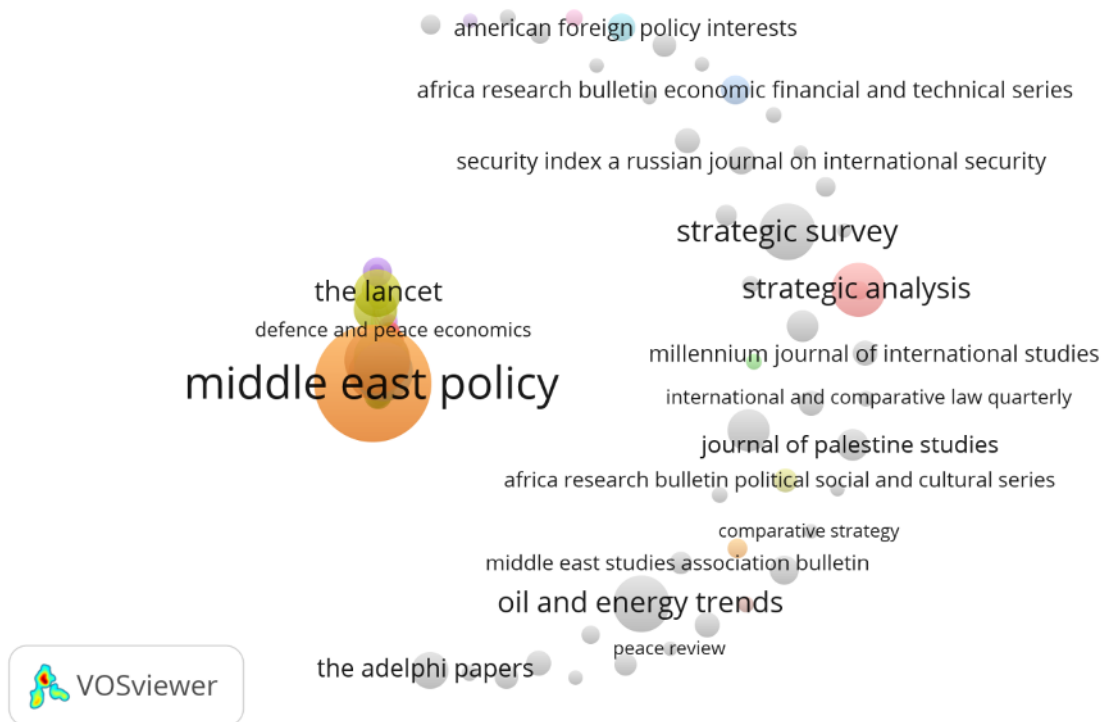 american foreign policy interests
africa research bulletin economic financial and technical series
security index a russian journal on international security
strategic survey
the lancet
strategic analysis
defence and peace economics
millennium journal of international studies
middle east policy
international and comparative law quarterly
journal of palestine studies
africa research bulletin political social and cultural series
comparative strategy
middle east studies association bulletin
oil and energy trends
peace review
the adelphi papers
VOSviewer